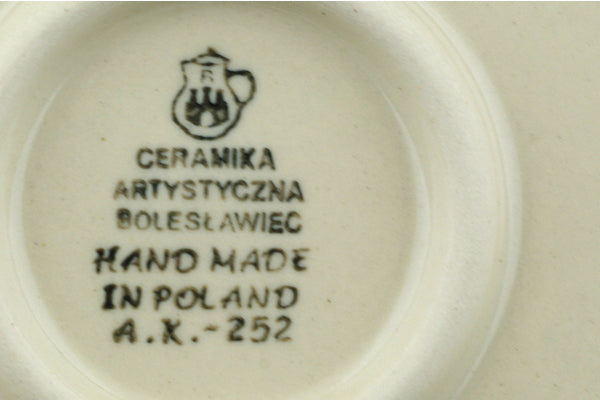 B
CERAMIKA
ARTYSTYCZNA
BOLESŁAWIEC
HAND MADE
IN POLAND
A.K.-252